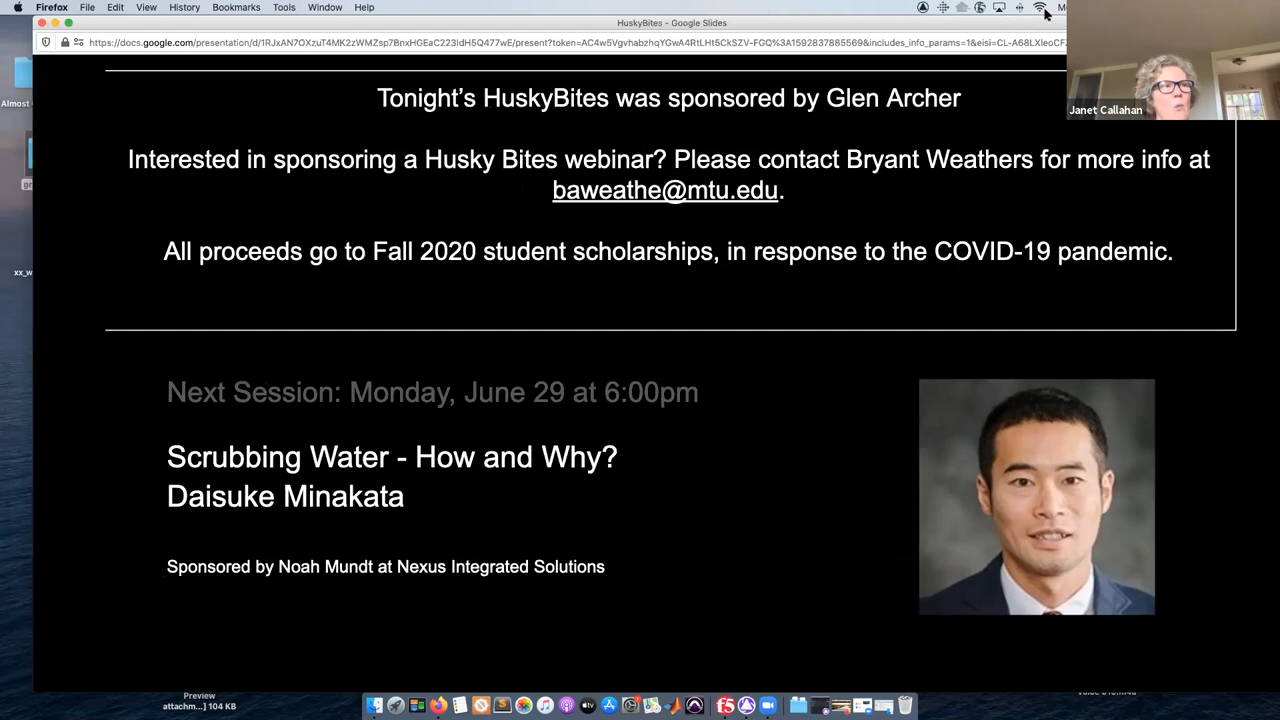 Firefox File Edit View History Bookmarks Tools Window Help
HuskyBites - Google Slides
Janet Callahan
Tonight's HuskyBites was sponsored by Glen Archer
Interested in sponsoring a Husky Bites webinar? Please contact Bryant Weathers for more info at
baweathe@mtu.edu.
All proceeds go to Fall 2020 student scholarships, in response to the COVID-19 pandemic.
Next Session: Monday, June 29 at 6:00pm
Scrubbing Water - How and Why?
Daisuke Minakata
Sponsored by Noah Mundt at Nexus Integrated Solutions
Almost
Preview
attachm...] 104 KB